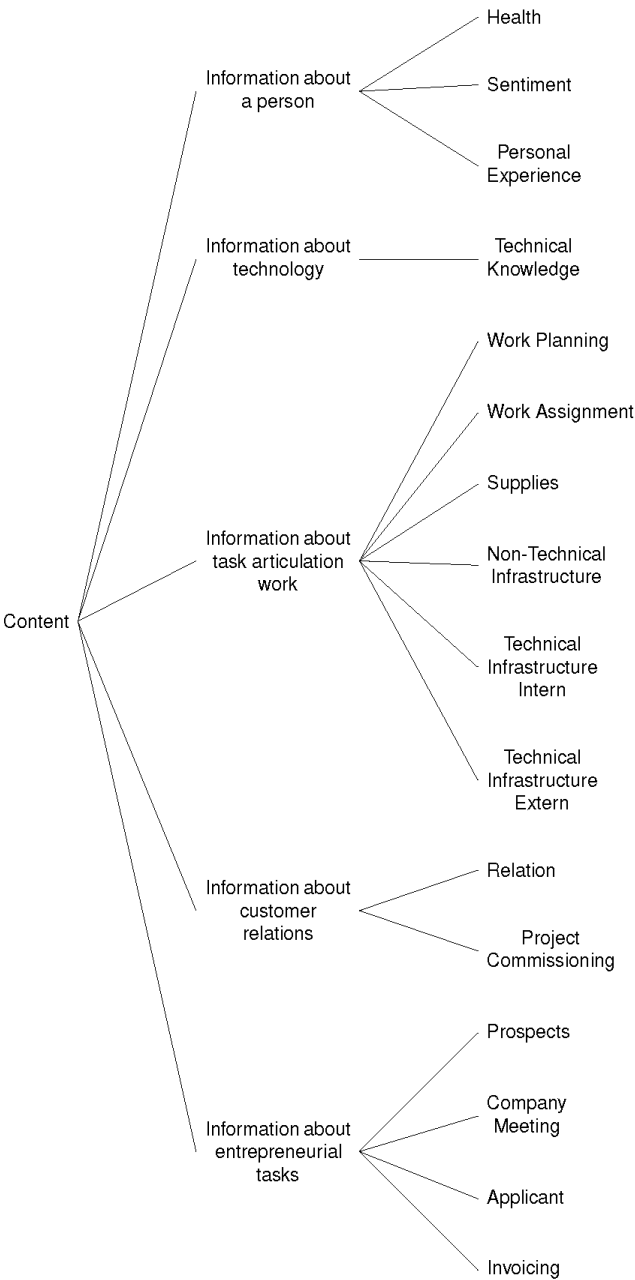 Health
Information about
a person
Sentiment
Personal
Experience
Information about
technology
Technical
Knowledge
Work Planning
Work Assignment
Supplies
Information about
task articulation
work
Non-Technical
Infrastructure
Content
Technical
Infrastructure
Intern
Technical
Infrastructure
Extern
Information about
customer
relations
Relation
Project
Commissioning
Prospects
Information about
entrepreneurial
tasks
Company
Meeting
Applicant
Invoicing